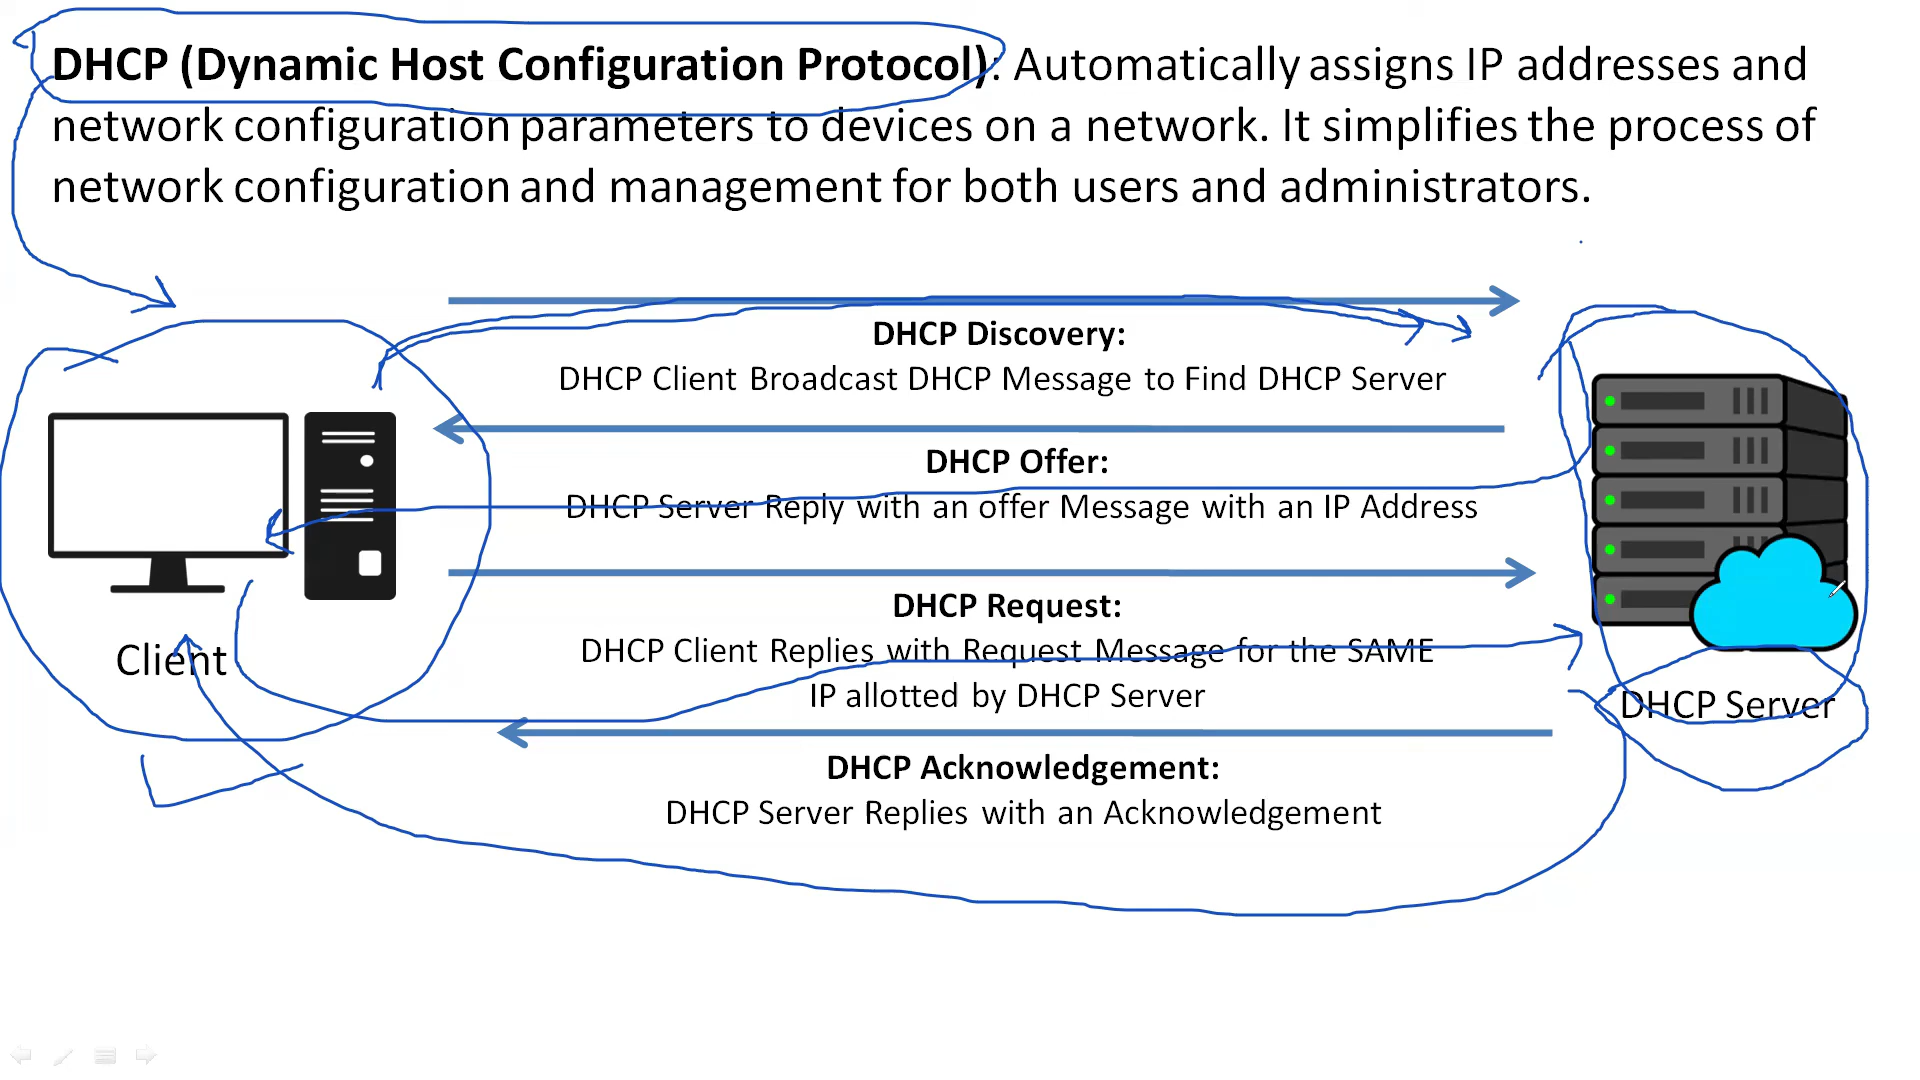 DHCP (Dynamic Host Configuration Protocol): Automatically assigns IP addresses and
network configuration parameters to devices on a network. It simplifies the process of
network configuration and management for both users and administrators.
DHCP Discovery:
DHCP Client Broadcast DHCP Message to Find DHCP Server
DHCP Offer:
DHCP Server Reply with an offer Message with an IP Address
DHCP Request:
DHCP Client Replies with Request Message for the SAME
IP allotted by DHCP Server
Client
DHCP Server
DHCP Acknowledgement:
DHCP Server Replies with an Acknowledgement